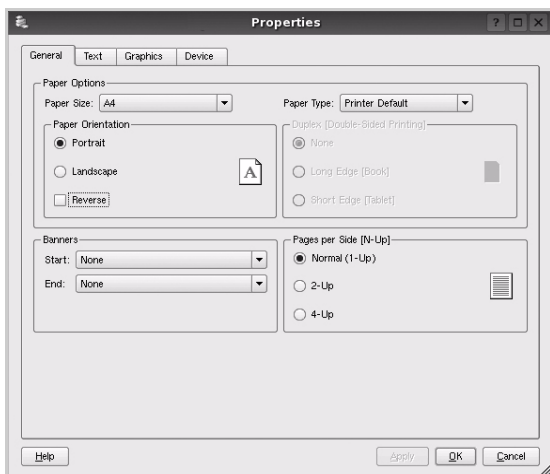 Properties
General Text Graphics Device
Paper Options
Paper Size: A4 Paper Type: Printer Default
Paper Orientation
Portrait
Landscape
Reverse
A
Duplex [Double-Sided Printing]
None
Long Edge [Book]
Short Edge [Tablet]
Banners
Start: None
End: None
Pages per Side [N-Up]
Normal (1-Up)
2-Up
4-Up
Help Apply OK Cancel